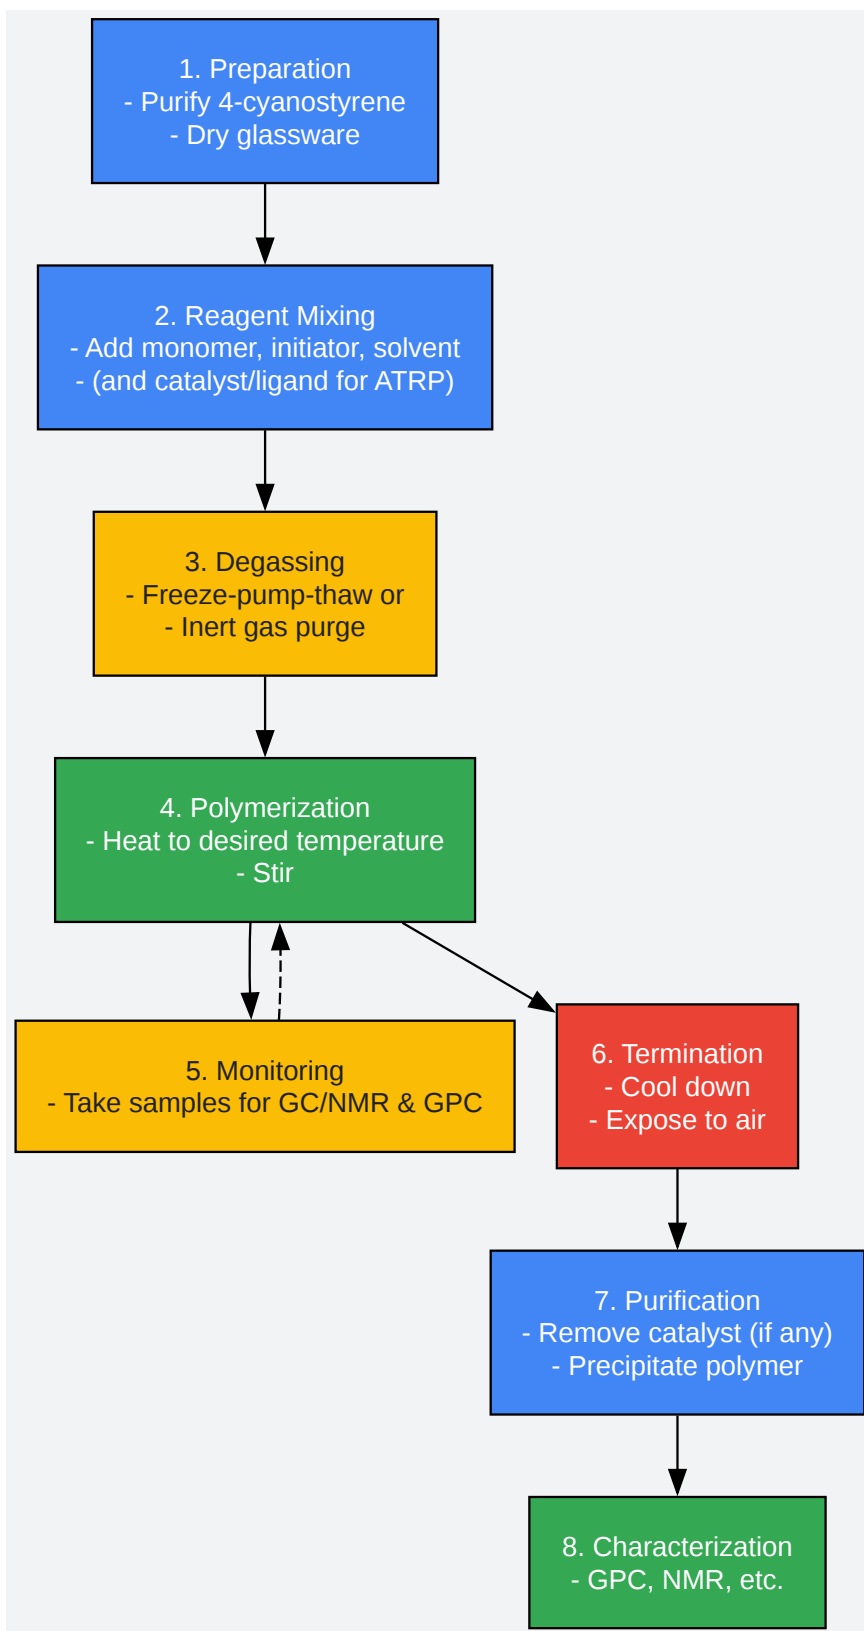 1. Preparation
- Purify 4-cyanostyrene
- Dry glassware
2. Reagent Mixing
- Add monomer, initiator, solvent
- (and catalyst/ligand for ATRP)
3. Degassing
- Freeze-pump-thaw or
- Inert gas purge
4. Polymerization
- Heat to desired temperature
- Stir
5. Monitoring
- Take samples for GC/NMR & GPC
6. Termination
- Cool down
- Expose to air
7. Purification
- Remove catalyst (if any)
- Precipitate polymer
8. Characterization
- GPC, NMR, etc.